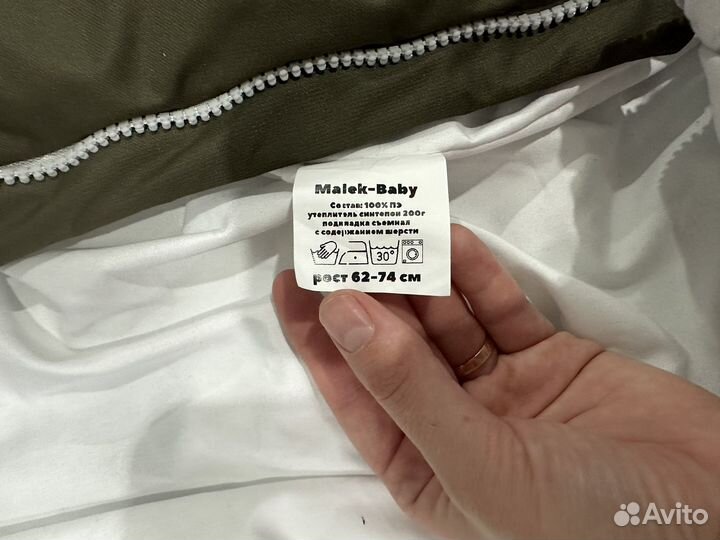 Malek-Baby
Состав: 100% ПЭ
утеплитель синтепон 200г
подкладка съемная
с содержанием шерсти
30°
рост 62-74 см
Avito